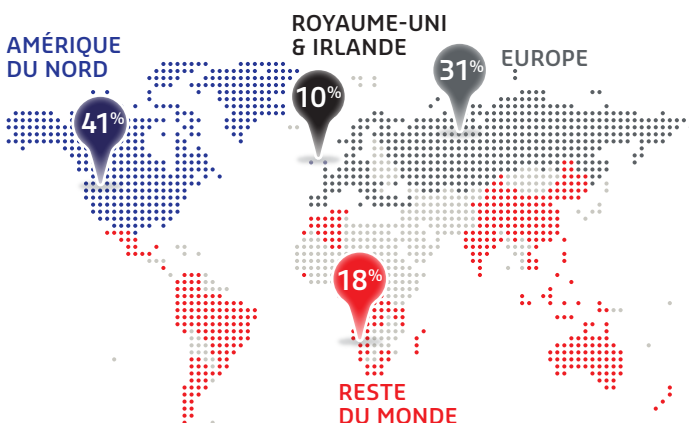 AMÉRIQUE
DU NORD
41%
ROYAUME-UNI
& IRLANDE
10%
31%
EUROPE
18%
RESTE
DU MONDE